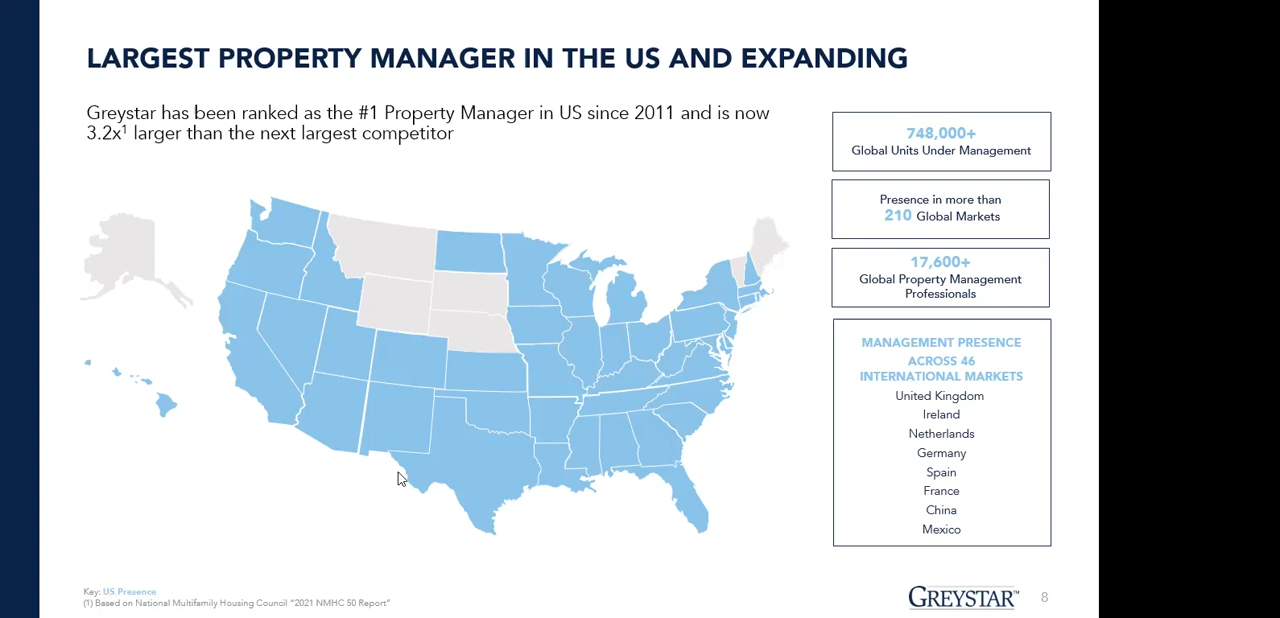 LARGEST PROPERTY MANAGER IN THE US AND EXPANDING
Greystar has been ranked as the #1 Property Manager in US since 2011 and is now
3.2x¹ larger than the next largest competitor
748,000+
Global Units Under Management
Presence in more than
210 Global Markets
17,600+
Global Property Management
Professionals
MANAGEMENT PRESENCE
ACROSS 46
INTERNATIONAL MARKETS
United Kingdom
Ireland
Netherlands
Germany
Spain
France
China
Mexico
Key: US Presence
(1) Based on National Multifamily Housing Council "2021 NMHC 50 Report"
GREYSTAR™
8